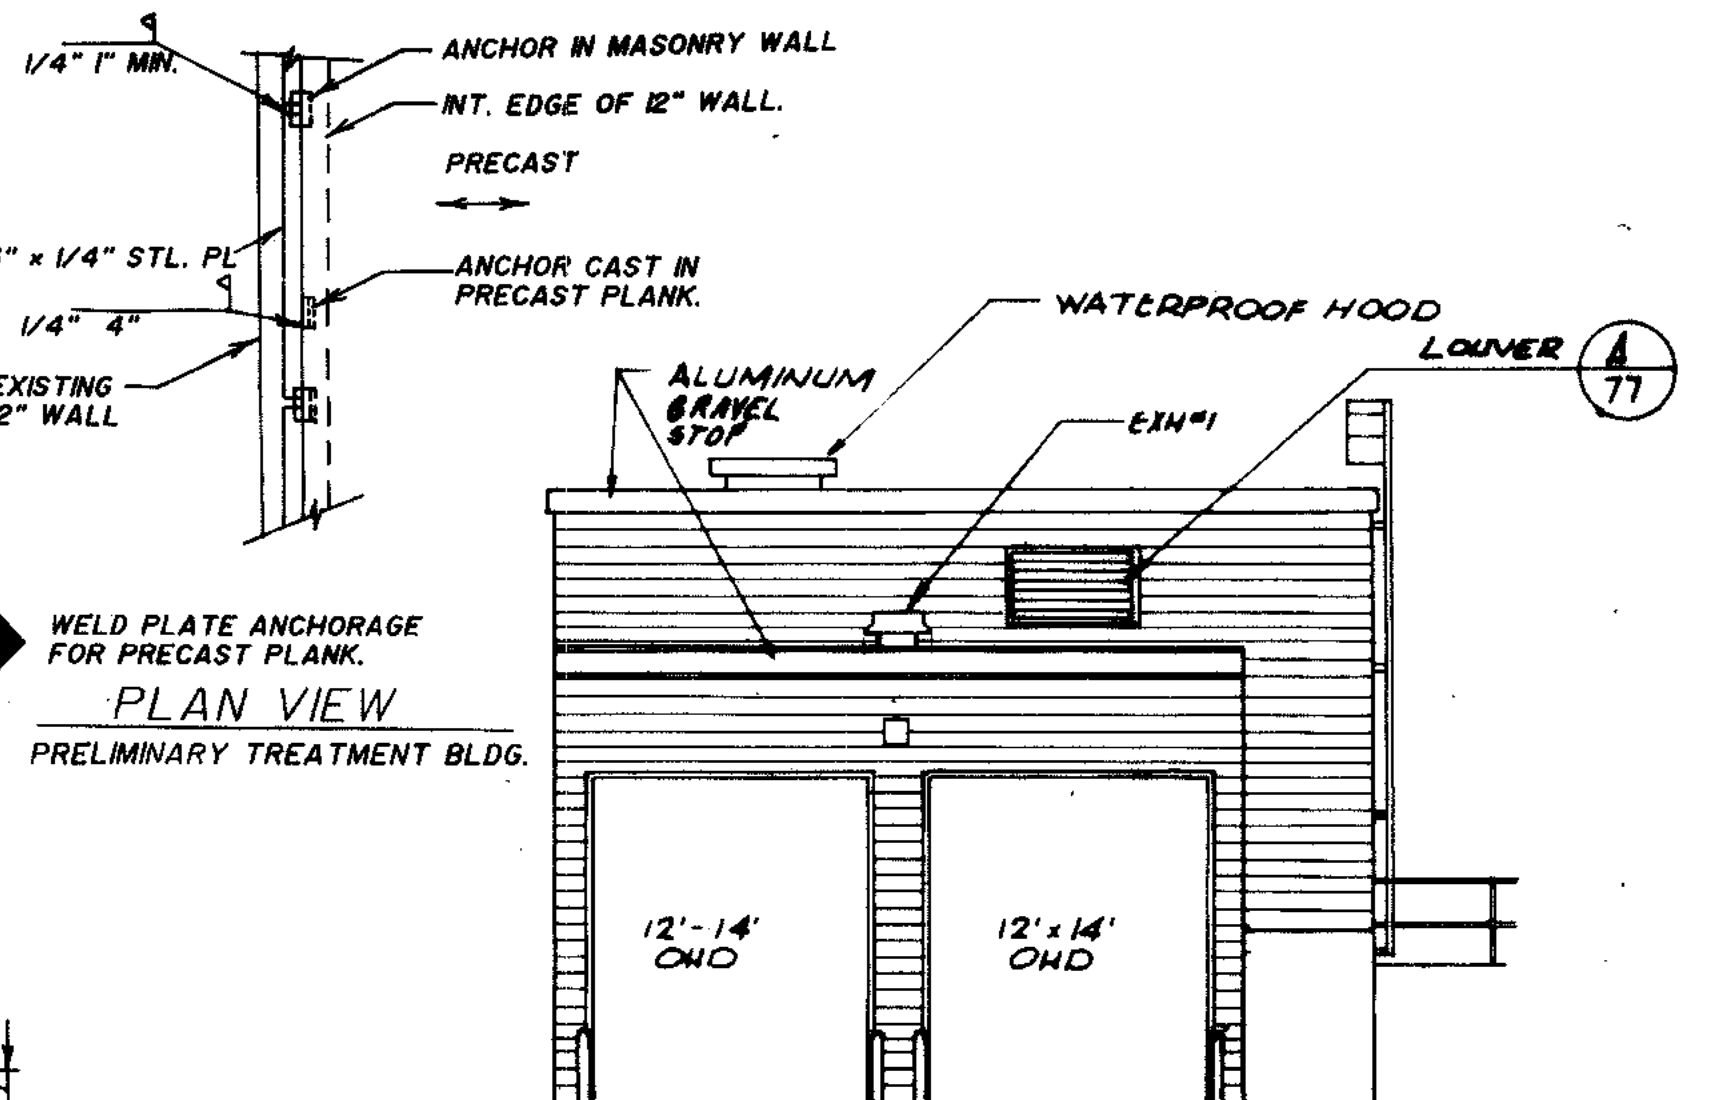 1/4" 1" MIN.
ANCHOR IN MASONRY WALL
INT. EDGE OF 12" WALL.
PRECAST
" × 1/4" STL. PL
1/4" 4"
ANCHOR CAST IN
PRECAST PLANK.
EXISTING
2" WALL
WATERPROOF HOOD
LOUVER
A
77
ALUMINUM
GRAVEL
STOP
EXH#1
WELD PLATE ANCHORAGE
FOR PRECAST PLANK.
PLAN VIEW
PRELIMINARY TREATMENT BLDG.
12'-14'
OHD
12'x14'
OHD